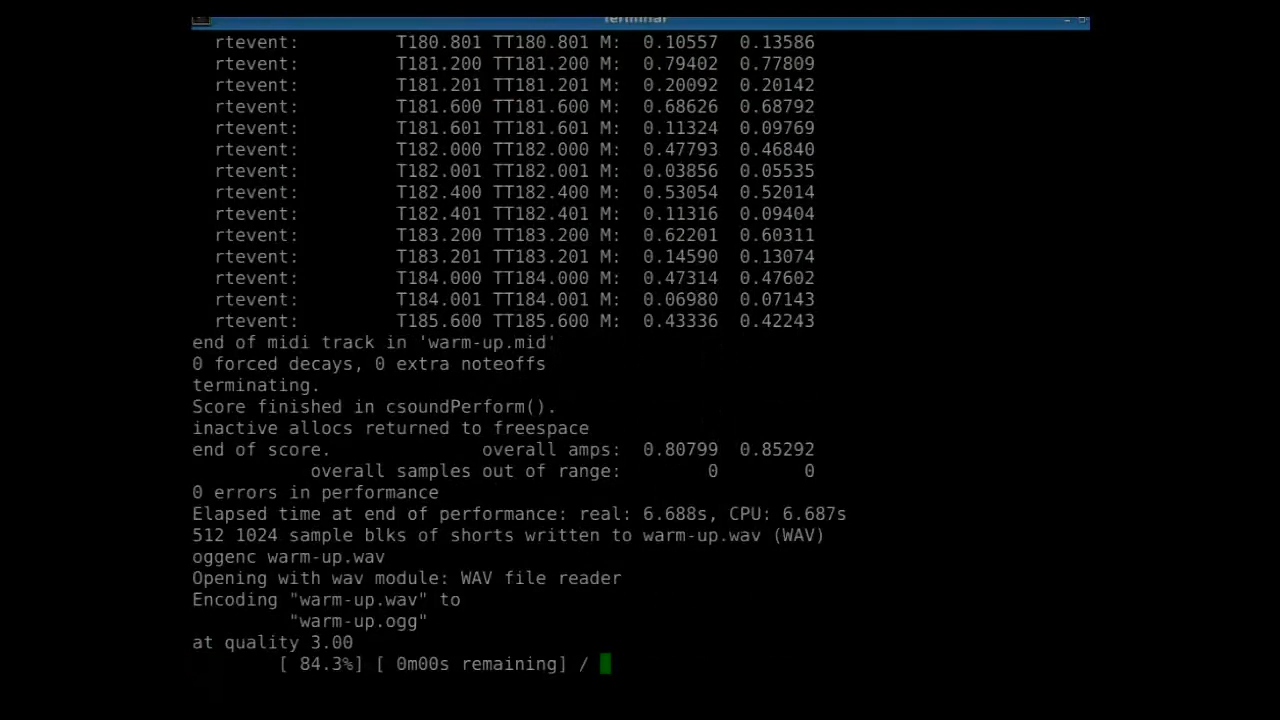 Terminal
rtevent: T180.801 TT180.801 M: 0.10557 0.13586
rtevent: T181.200 TT181.200 M: 0.79402 0.77809
rtevent: T181.201 TT181.201 M: 0.20092 0.20142
rtevent: T181.600 TT181.600 M: 0.68626 0.68792
rtevent: T181.601 TT181.601 M: 0.11324 0.09769
rtevent: T182.000 TT182.000 M: 0.47793 0.46840
rtevent: T182.001 TT182.001 M: 0.03856 0.05535
rtevent: T182.400 TT182.400 M: 0.53054 0.52014
rtevent: T182.401 TT182.401 M: 0.11316 0.09404
rtevent: T183.200 TT183.200 M: 0.62201 0.60311
rtevent: T183.201 TT183.201 M: 0.14590 0.13074
rtevent: T184.000 TT184.000 M: 0.47314 0.47602
rtevent: T184.001 TT184.001 M: 0.06980 0.07143
rtevent: T185.600 TT185.600 M: 0.43336 0.42243
end of midi track in 'warm-up.mid'
0 forced decays, 0 extra noteoffs
terminating.
Score finished in csoundPerform().
inactive allocs returned to freespace
end of score. overall amps: 0.80799 0.85292
overall samples out of range: 0 0
0 errors in performance
Elapsed time at end of performance: real: 6.688s, CPU: 6.687s
512 1024 sample blks of shorts written to warm-up.wav (WAV)
oggenc warm-up.wav
Opening with wav module: WAV file reader
Encoding "warm-up.wav" to
"warm-up.ogg"
at quality 3.00
[ 84.3%] [ 0m00s remaining] /